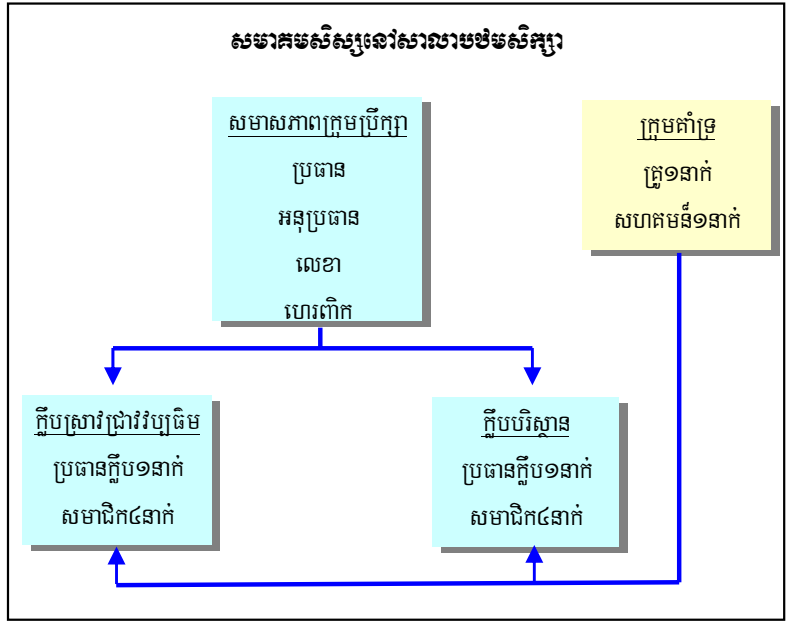 សមាគមសិស្សនៅសាលាបឋមសិក្សា
សមាសភាពក្រុមប្រឹក្សា
ប្រធាន
អនុប្រធាន
លេខា
ហេរញិក
ក្រុមគាំទ្រ
គ្រូ១នាក់
សហគមន៏១នាក់
ក្លឹបស្រាវជ្រាវវប្បធ៌ម
ប្រធានក្លឹប១នាក់
សមាជិក៤នាក់
ក្លឹបបរិស្ថាន
ប្រធានក្លឹប១នាក់
សមាជិក៤នាក់